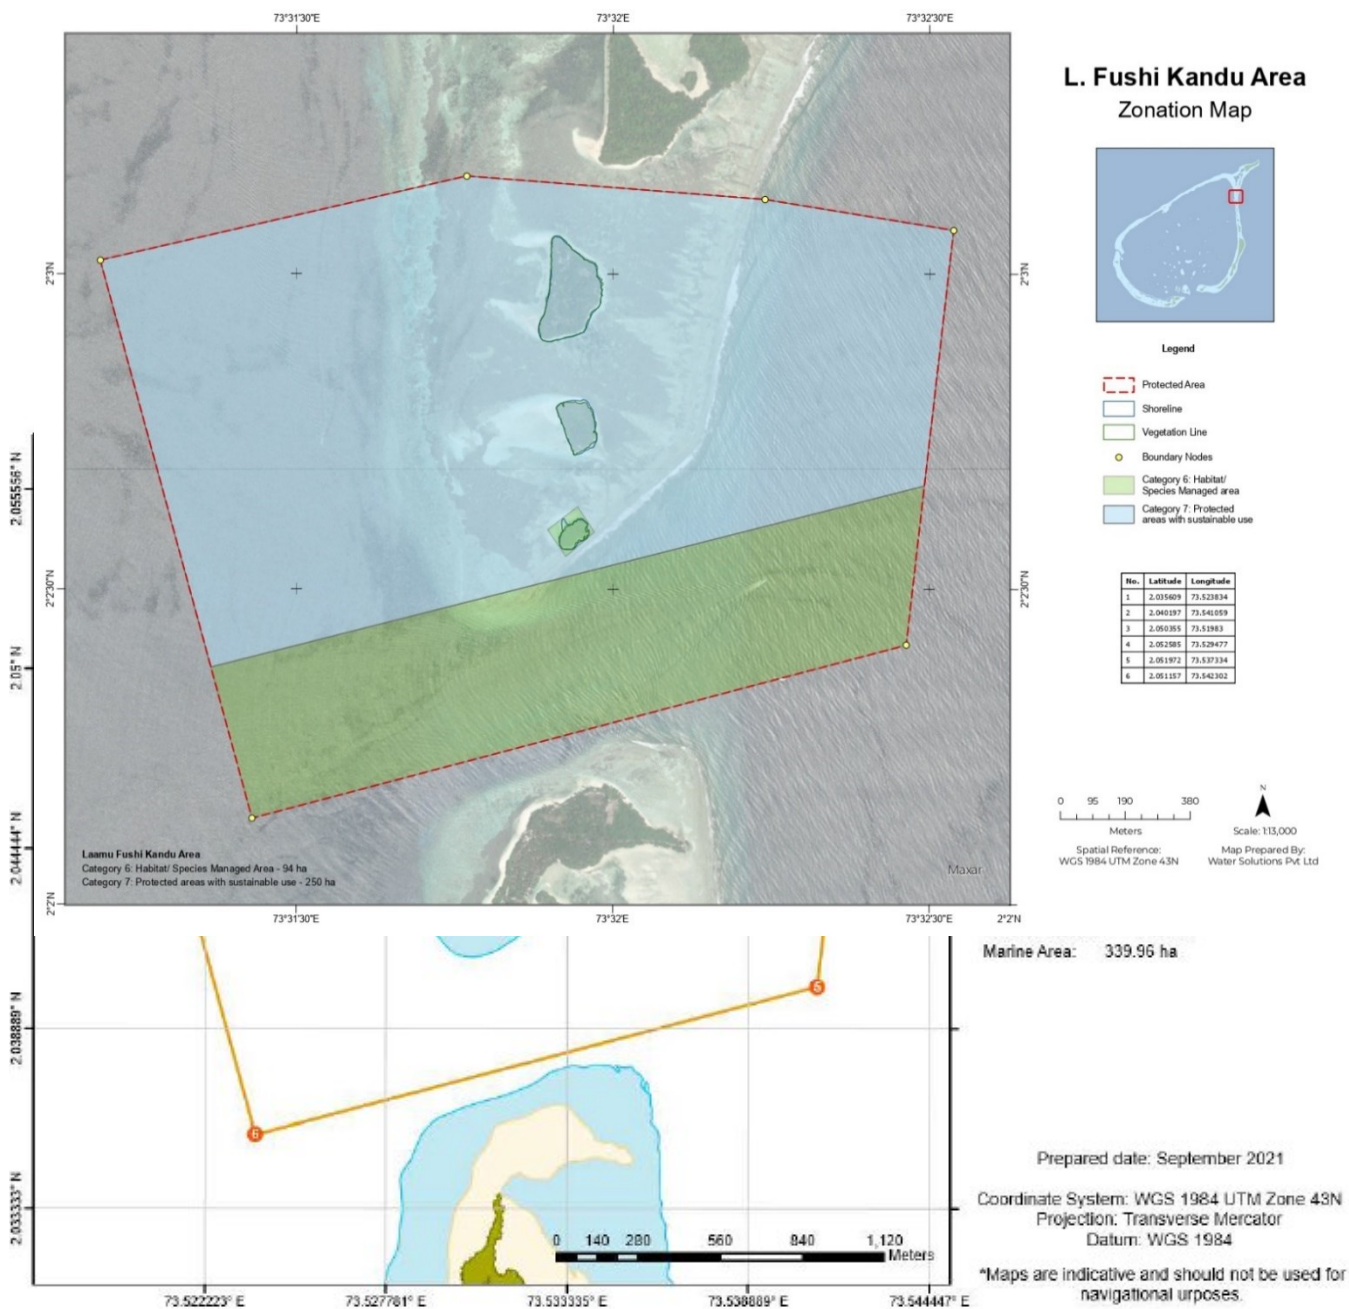 73°31'30"E
73°32'E
73°32'30"E
L. Fushi Kandu Area
Zonation Map
2°3'N
2°3'N
Legend
Protected Area
Shoreline
Vegetation Line
Boundary Nodes
Category 6: Habitat/
Species Managed area
Category 7: Protected
areas with sustainable use
2.055556° N
2°2'30"N
2°2'30"N
No. Latitude Longitude
1 2.035609 73.523834
2 2.040197 73.541059
3 2.050355 73.51983
4 2.052585 73.529477
5 2.051972 73.537334
6 2.051157 73.542302
2.05° N
0 95 190 380
Meters
N
Scale: 1:13,000
Spatial Reference:
WGS 1984 UTM Zone 43N
Map Prepared By:
Water Solutions Pvt Ltd
2.044444° N
Laamu Fushi Kandu Area
Category 6: Habitat/ Species Managed Area - 94 ha
Category 7: Protected areas with sustainable use - 250 ha
Maxar
2°2'N
73°31'30"E
73°32'E
73°32'30"E
2°2'N
Marine Area: 339.96 ha
5
2.038889° N
6
Prepared date: September 2021
Coordinate System: WGS 1984 UTM Zone 43N
Projection: Transverse Mercator
Datum: WGS 1984
2.033333° N
0 140 280 560 840 1,120
Meters
*Maps are indicative and should not be used for
navigational urposes.
73.522223° E
73.527781° E
73.533335° E
73.538889° E
73.544447° E